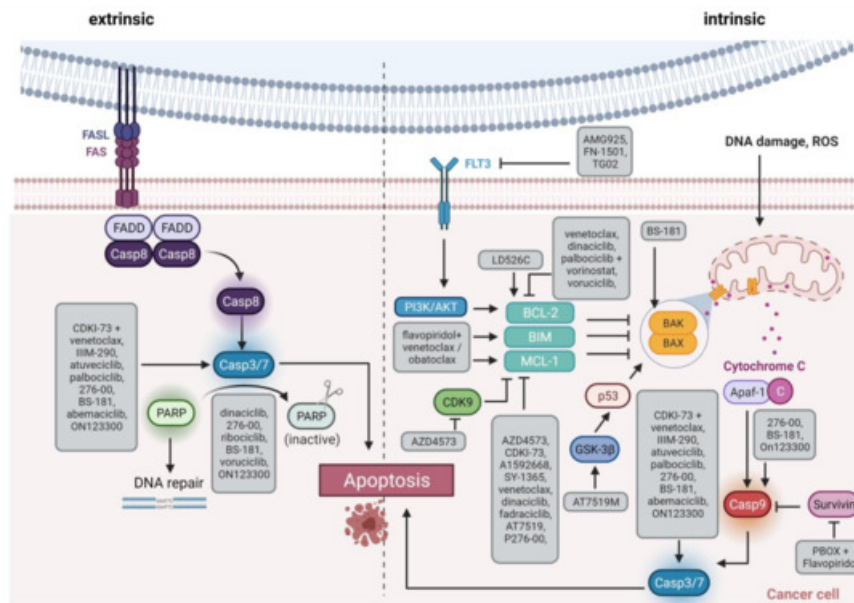 extrinsic
intrinsic
FASL
FAS
FLT3
AMG925,
FN-1501,
TG02
DNA damage, ROS
FADD
FADD
Casp8
Casp8
Casp8
Casp3/7
CDKI-73 +
venetoclax,
IIIM-290,
atuveciclib,
palbociclib,
276-00,
BS-181,
abemaciclib,
ON123300
PARP
PARP
(inactive)
DNA repair
dinaciclib,
276-00,
ribociclib,
BS-181,
voruciclib,
ON123300
Apoptosis
LD526C
venetoclax,
dinaciclib,
palbociclib +
vorinostat,
voruciclib,
BS-181
PI3K/AKT
BCL-2
BIM
MCL-1
flavopiridol+
venetoclax /
obatoclax
BAK
BAX
CDK9
AZD4573
p53
GSK-3β
AT7519M
AZD4573,
CDKI-73,
A1592668,
SY-1365,
venetoclax,
dinaciclib,
fadraciclib,
AT7519,
P276-00,
Cytochrome C
Apaf-1
C
CDKI-73 +
venetoclax,
IIIM-290,
atuveciclib,
palbociclib,
276-00,
BS-181,
abemaciclib,
ON123300
276-00,
BS-181,
On123300
Casp9
Survivin
PBOX +
Flavopirido
Casp3/7
Cancer cell